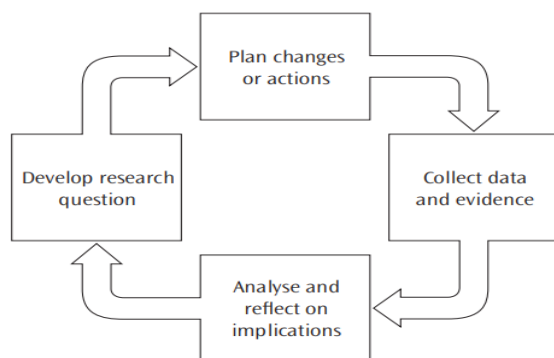 Plan changes
or actions
Develop research
question
Collect data
and evidence
Analyse and
reflect on
implications